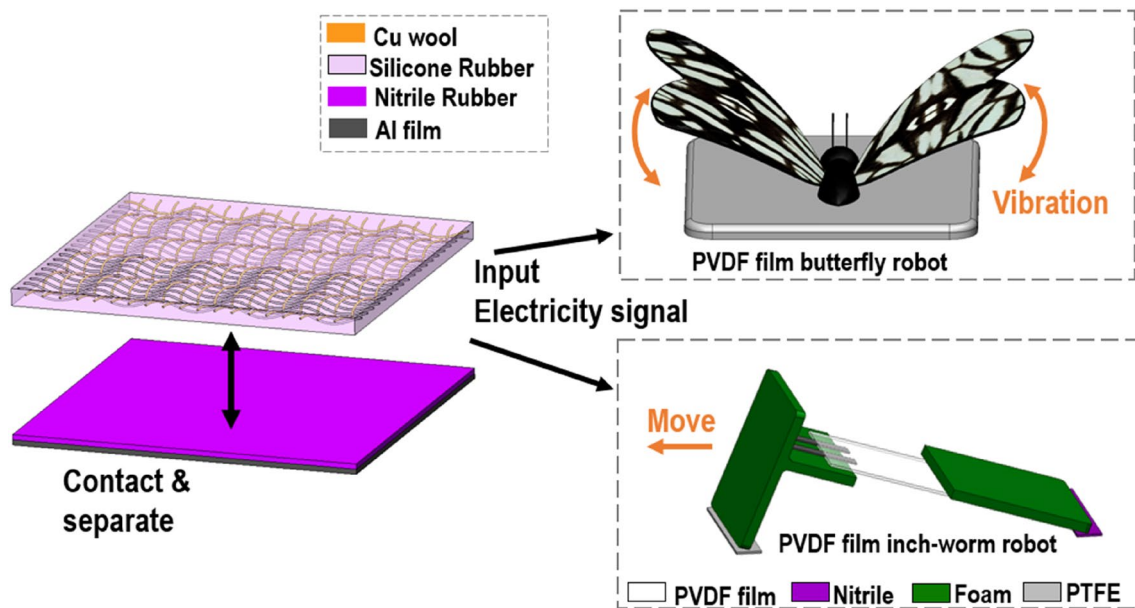 Cu wool
Silicone Rubber
Nitrile Rubber
Al film
Input
Electricity signal
Contact &
separate
Vibration
PVDF film butterfly robot
Move
PVDF film inch-worm robot
PVDF film Nitrile Foam PTFE